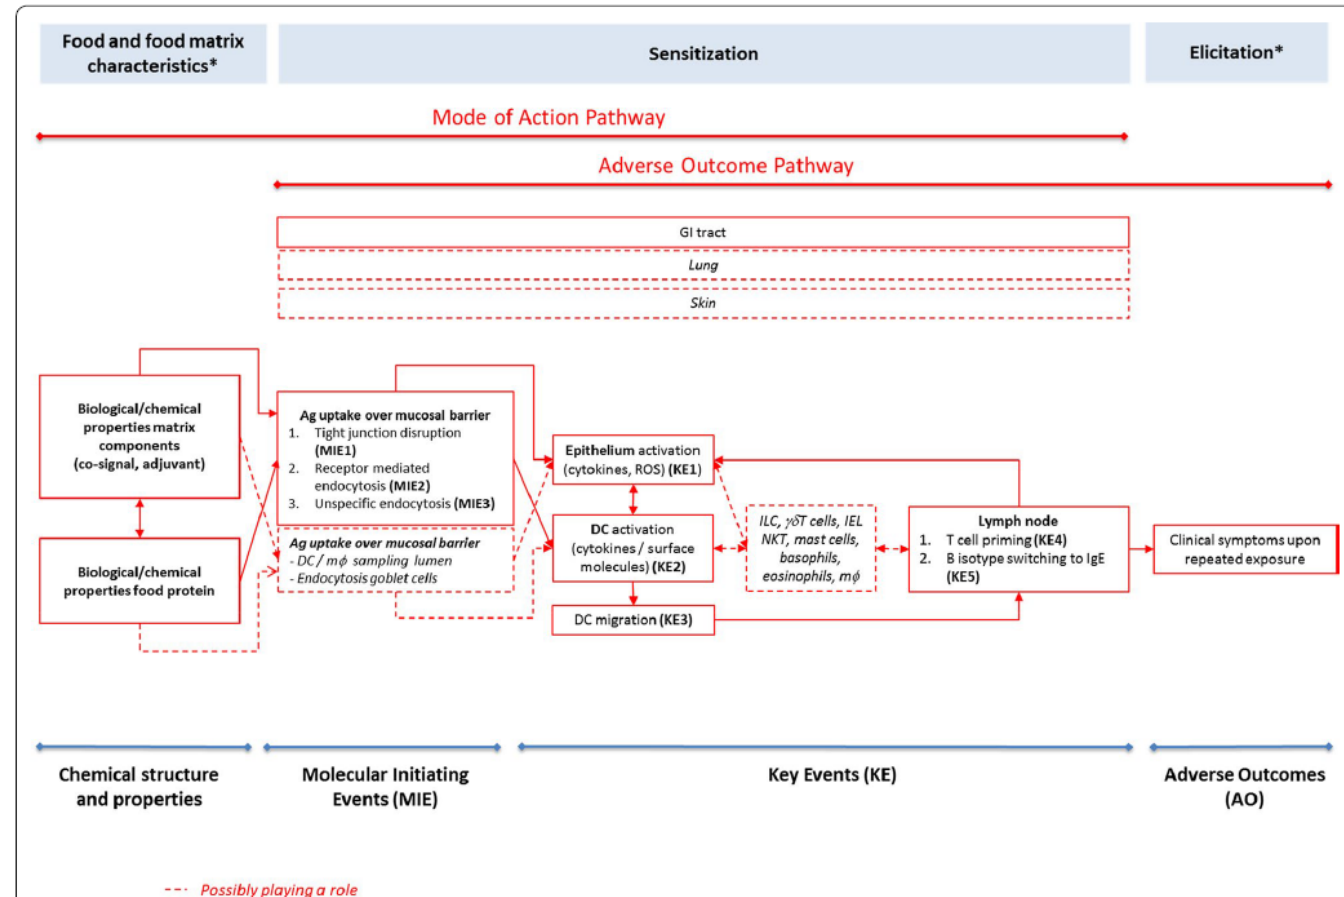 Food and food matrix
characteristics*
Sensitization
Elicitation*
Mode of Action Pathway
Adverse Outcome Pathway
GI tract
Lung
Skin
Biological/chemical
properties matrix
components
(co-signal, adjuvant)
Biological/chemical
properties food protein
Ag uptake over mucosal barrier
1. Tight junction disruption
(MIE1)
2. Receptor mediated
endocytosis (MIE2)
3. Unspecific endocytosis (MIE3)
Ag uptake over mucosal barrier
- DC / mϕ sampling lumen
- Endocytosis goblet cells
Epithelium activation
(cytokines, ROS) (KE1)
DC activation
(cytokines / surface
molecules) (KE2)
DC migration (KE3)
ILC, γδT cells, IEL
NKT, mast cells,
basophils,
eosinophils, mϕ
Lymph node
1. T cell priming (KE4)
2. B isotype switching to IgE
(KE5)
Clinical symptoms upon
repeated exposure
Chemical structure
and properties
Molecular Initiating
Events (MIE)
Key Events (KE)
Adverse Outcomes
(AO)
--- Possibly playing a role